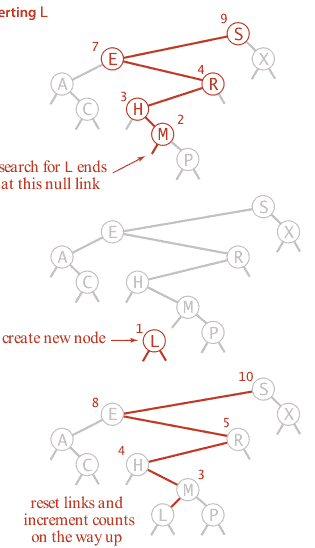 erting L
9
S
7
E
X
4
A
R
3
C
H
2
M
P
search for L ends
at this null link
S
E
X
A
R
C
H
M
P
create new node
1
L
10
S
8
E
X
5
A
R
4
C
H
3
M
L
P
reset links and
increment counts
on the way up